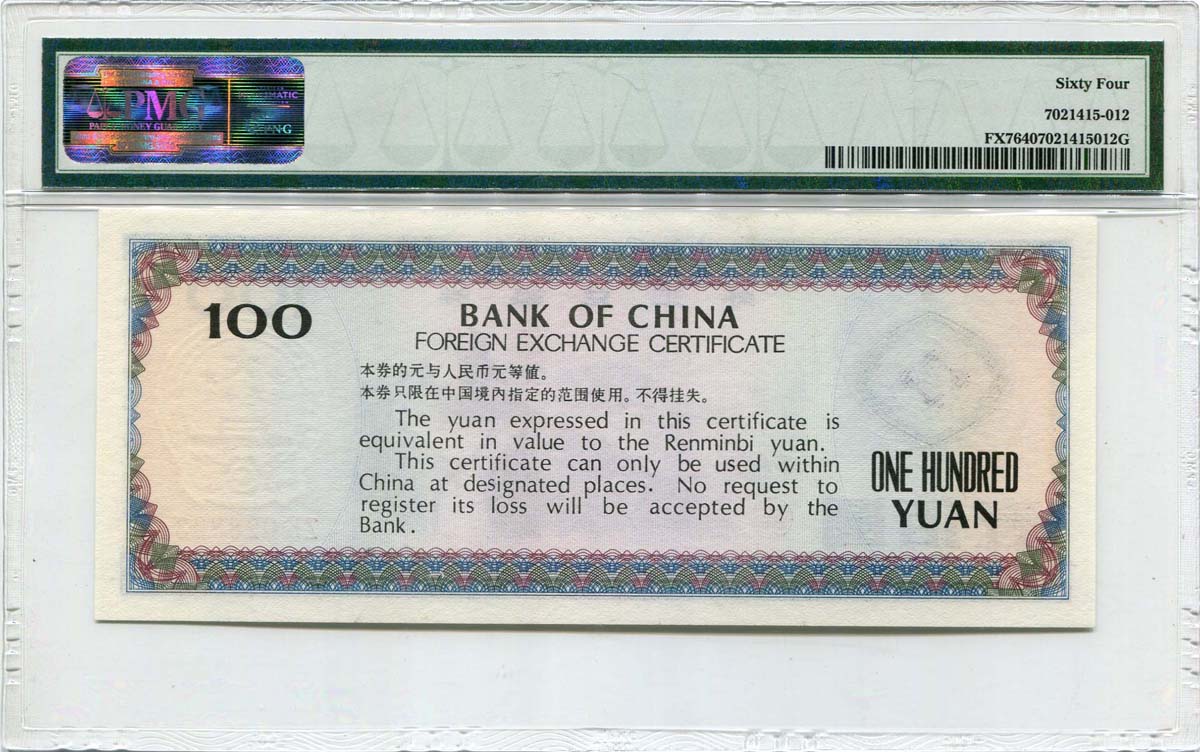 PMG
PAPER MONEY GUARANTY
Sixty Four
7021415-012
FX76407021415012G
100
BANK OF CHINA
FOREIGN EXCHANGE CERTIFICATE
本券的元与人民币元等值。
本券只限在中国境内指定的范围使用。不得挂失。
The yuan expressed in this certificate is
equivalent in value to the Renminbi yuan.
This certificate can only be used within
China at designated places. No request to
register its loss will be accepted by the
Bank.
ONE HUNDRED
YUAN